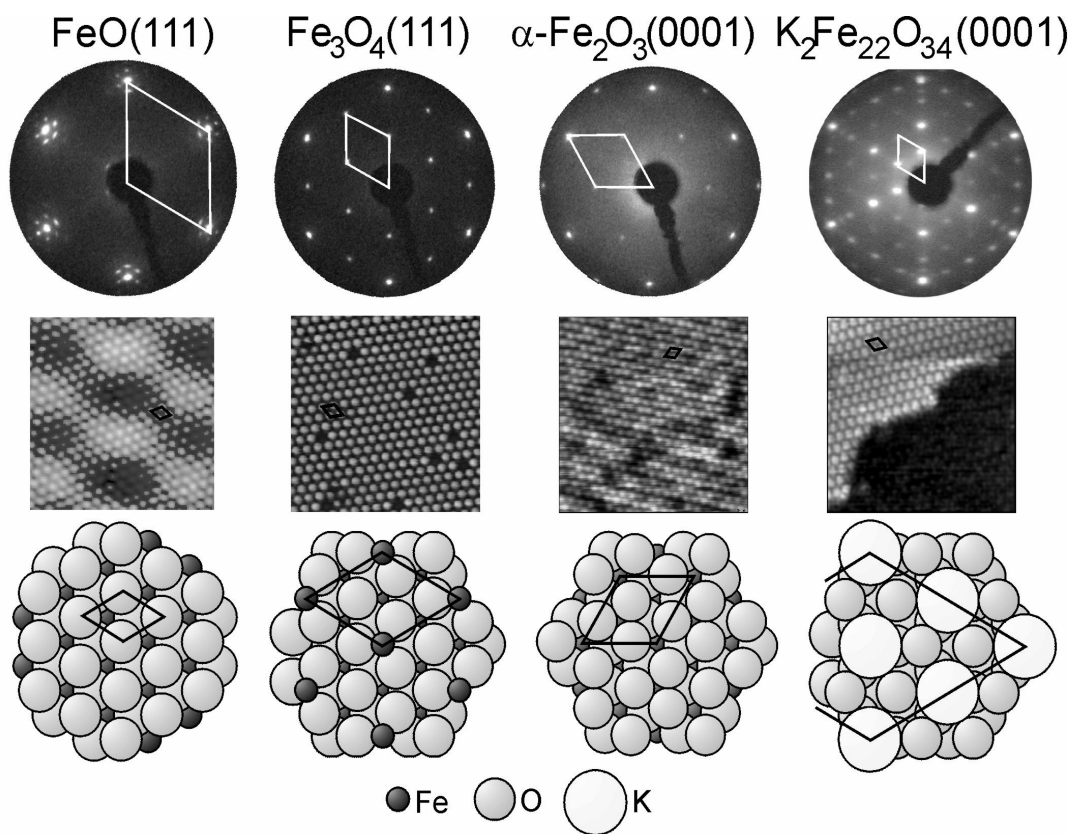 FeO(111) Fe₃O₄(111) α-Fe₂O₃(0001) K₂Fe₂₂O₃₄(0001)
Fe O K